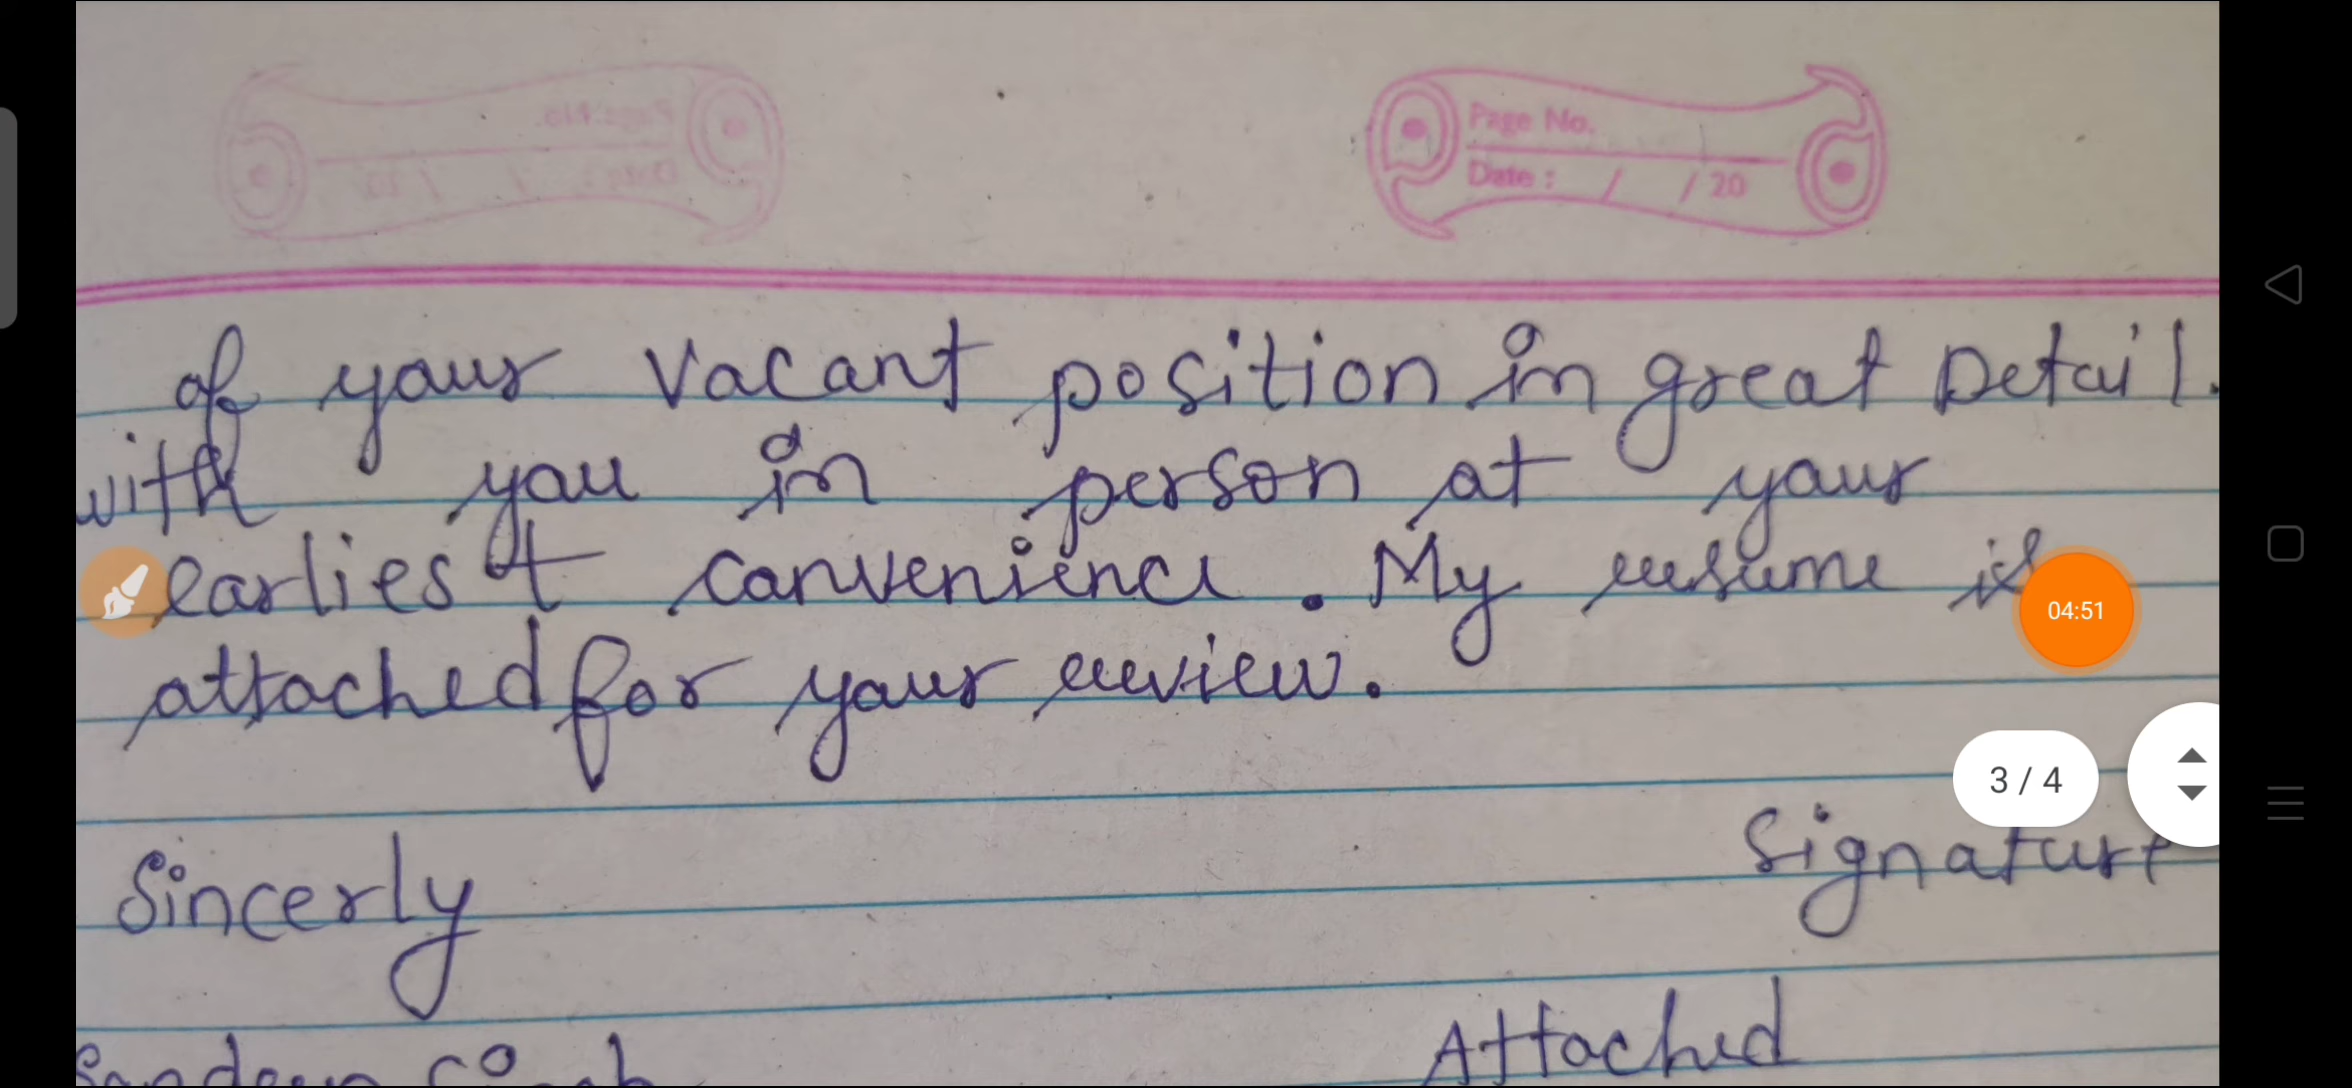 Page No.
Date : / / 20
of your Vacant position in great Detail.
with you in person at your
earliest convenience. My resume is
04:51
attached for your review.
3 / 4
Signature
Sincerly
Attached